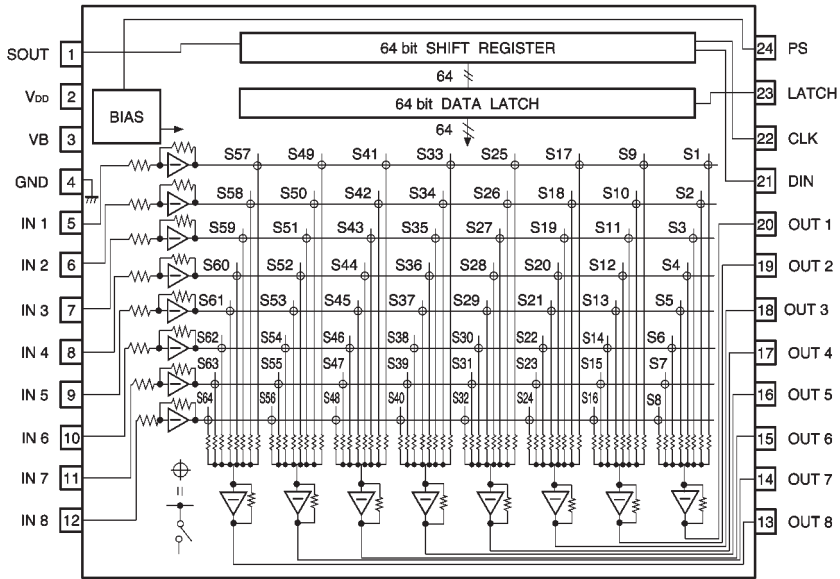 SOUT 1
64 bit SHIFT REGISTER
24 PS
64
VDD 2
BIAS
64 bit DATA LATCH
23 LATCH
VB 3
64
22 CLK
S57 S49 S41 S33 S25 S17 S9 S1
GND 4
21 DIN
S58 S50 S42 S34 S26 S18 S10 S2
IN 1 5
20 OUT 1
S59 S51 S43 S35 S27 S19 S11 S3
IN 2 6
19 OUT 2
S60 S52 S44 S36 S28 S20 S12 S4
IN 3 7
18 OUT 3
S61 S53 S45 S37 S29 S21 S13 S5
IN 4 8
17 OUT 4
S62 S54 S46 S38 S30 S22 S14 S6
S63 S55 S47 S39 S31 S23 S15 S7
IN 5 9
16 OUT 5
S64 S56 S48 S40 S32 S24 S16 S8
IN 6 10
15 OUT 6
IN 7 11
14 OUT 7
IN 8 12
13 OUT 8